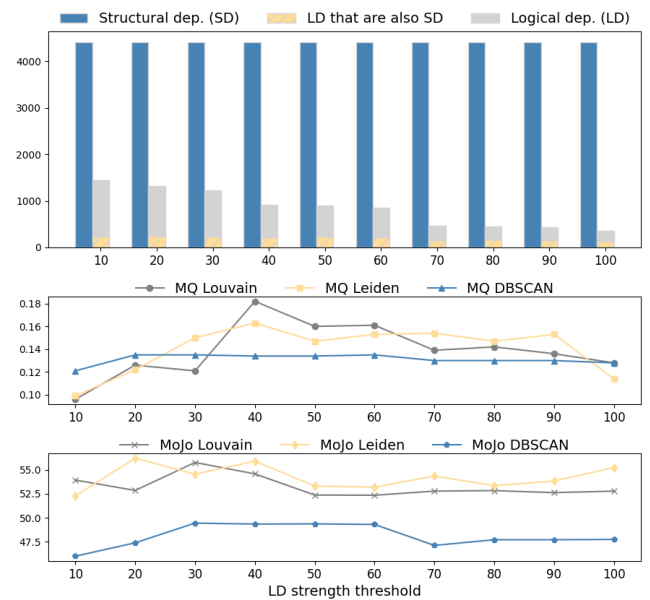 Structural dep. (SD) LD that are also SD Logical dep. (LD)
4000
3000
2000
1000
0
10 20 30 40 50 60 70 80 90 100
MQ Louvain MQ Leiden MQ DBSCAN
0.18
0.16
0.14
0.12
0.10
10 20 30 40 50 60 70 80 90 100
MoJo Louvain MoJo Leiden MoJo DBSCAN
55.0
52.5
50.0
47.5
10 20 30 40 50 60 70 80 90 100
LD strength threshold